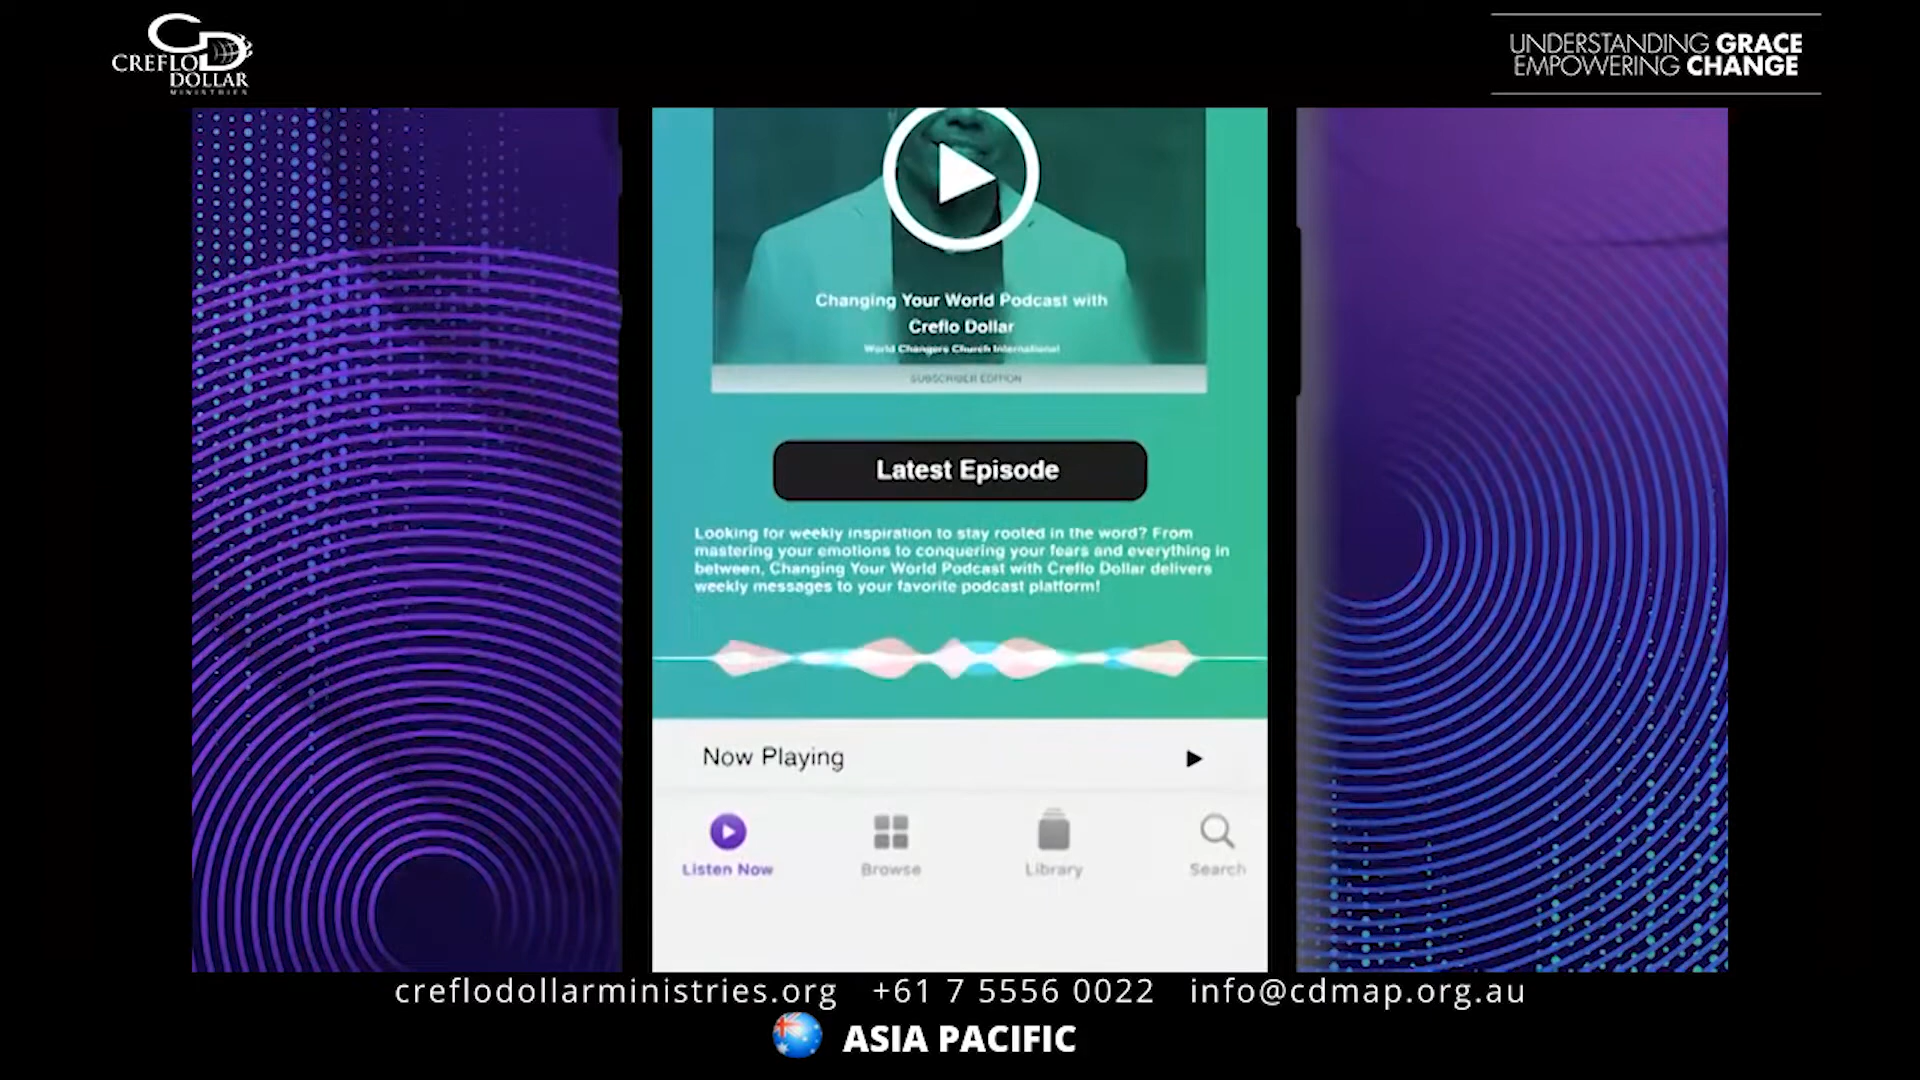 CREFLO
DOLLAR
MINISTRIES
UNDERSTANDING GRACE
EMPOWERING CHANGE
Changing Your World Podcast with
Creflo Dollar
World Changers Church International
SUBSCRIBER EDITION
Latest Episode
Looking for weekly inspiration to stay rooted in the word? From
mastering your emotions to conquering your fears and everything in
between, Changing Your World Podcast with Creflo Dollar delivers
weekly messages to your favorite podcast platform!
Now Playing
Listen Now
Browse
Library
Search
creflodollarministries.org +61 7 5556 0022 info@cdmap.org.au
ASIA PACIFIC